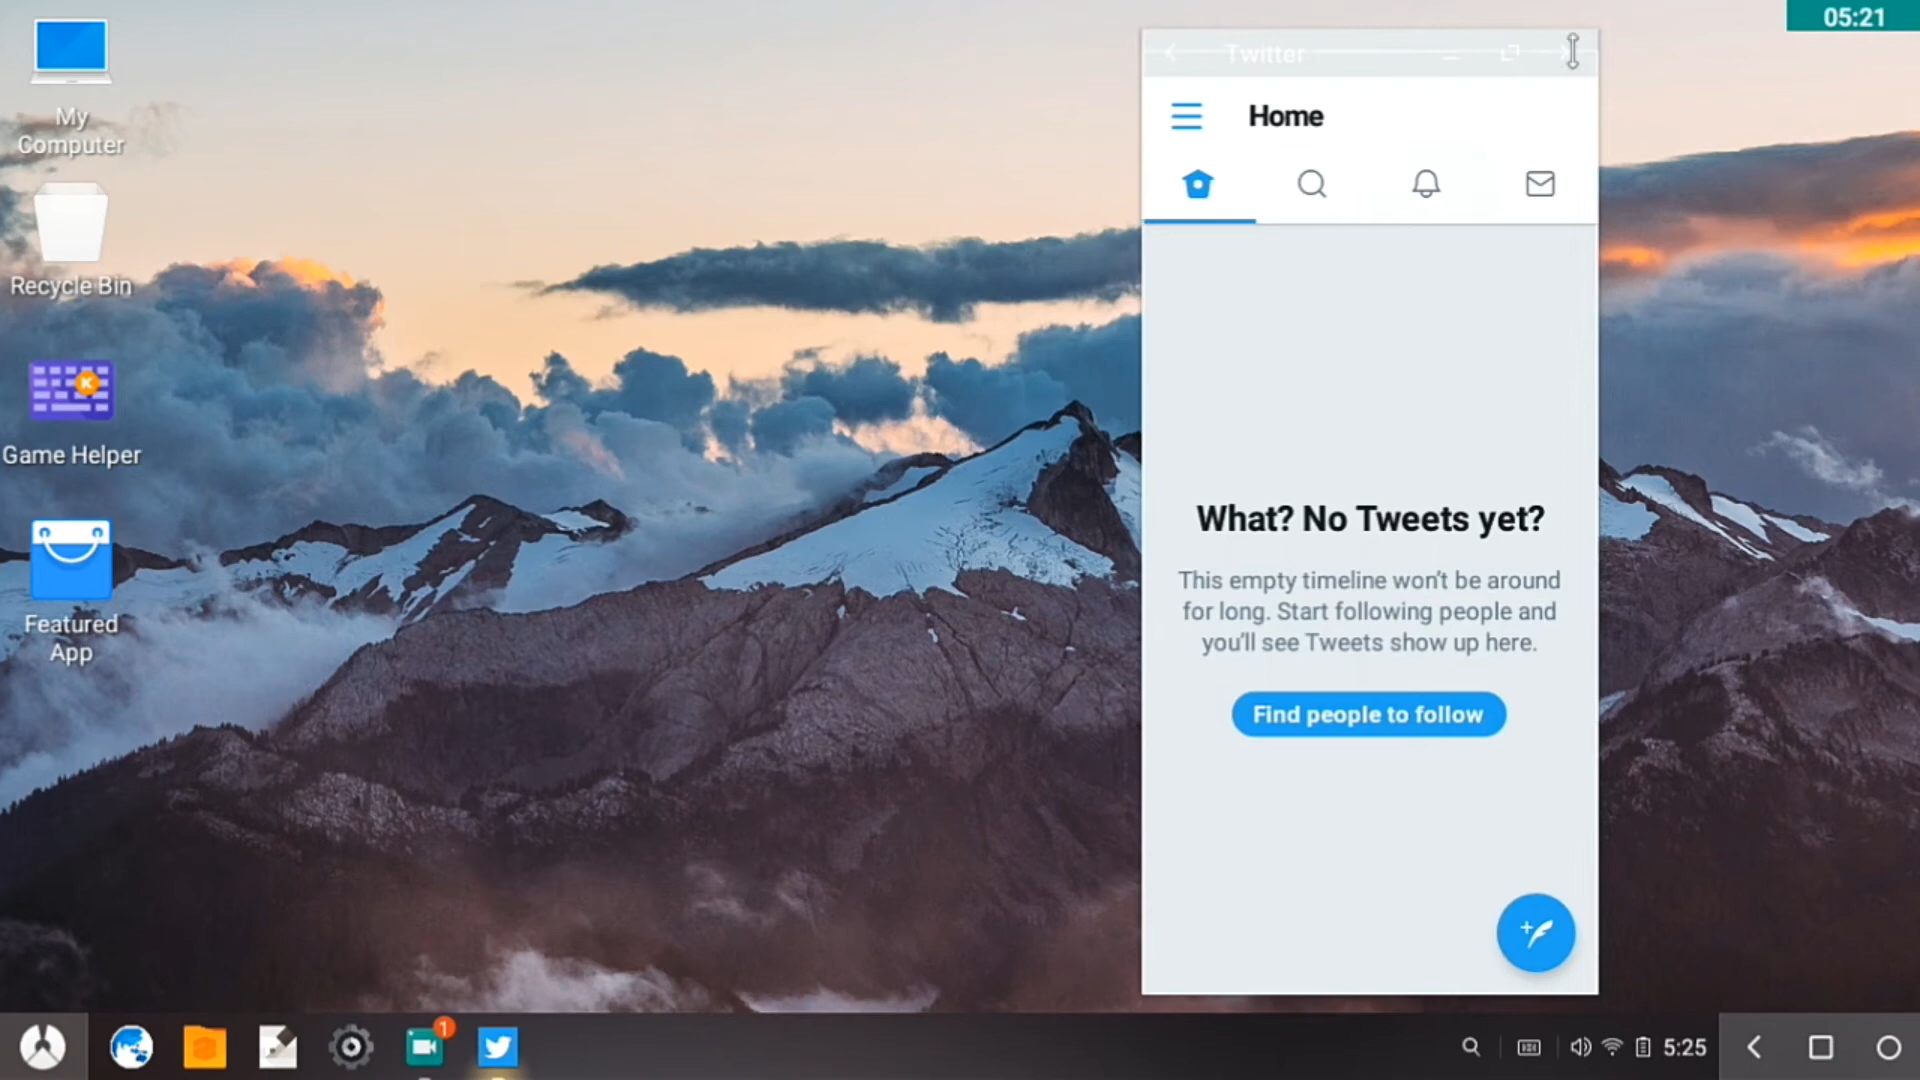 05:21
My
Computer
Recycle Bin
Game Helper
K
Featured
App
Twitter
Home
What? No Tweets yet?
This empty timeline won't be around
for long. Start following people and
you'll see Tweets show up here.
Find people to follow
1
5:25